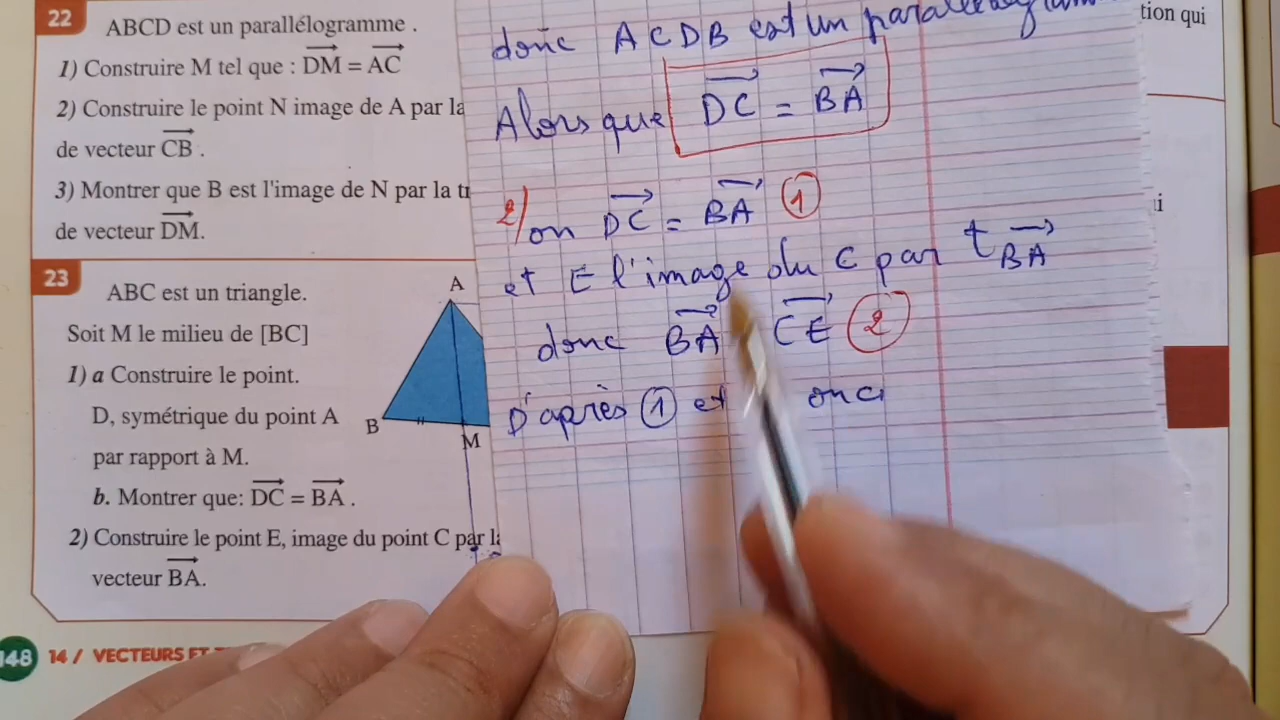 22 ABCD est un parallélogramme .
1) Construire M tel que : DM = AC
2) Construire le point N image de A par la
de vecteur CB .
3) Montrer que B est l'image de N par la
de vecteur DM.
23 ABC est un triangle.
Soit M le milieu de [BC]
1) a Construire le point.
D, symétrique du point A
par rapport à M.
b. Montrer que: DC = BA .
2) Construire le point E, image du point C par
vecteur BA.
A
B
M
148 14 / VECTEURS ET
donc ACDB est un
Alors que DC = BA
2/ on DC = BA 1
et E l'image du C par t BA
donc BA CE 2
D'après 1 et
tion qui